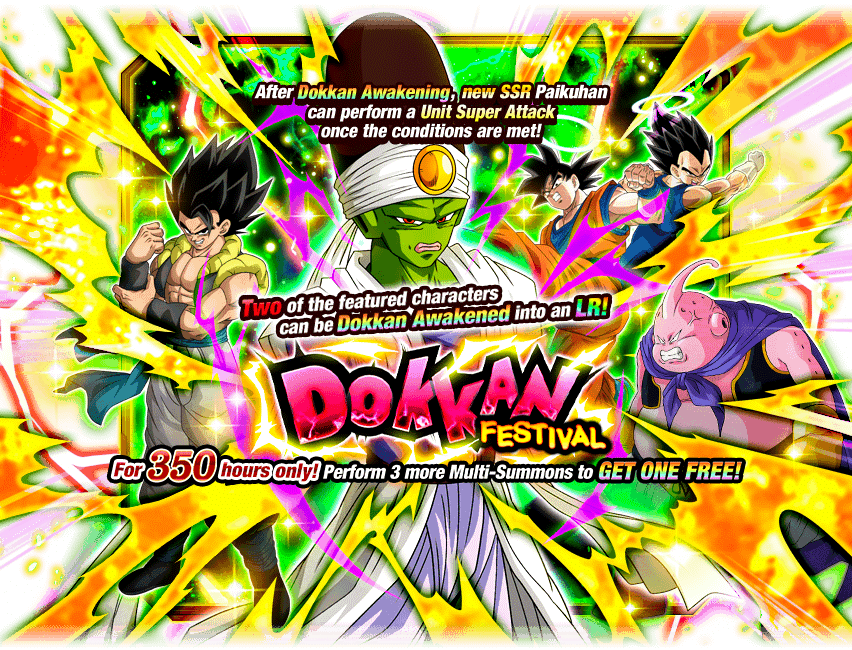 After Dokkan Awakening, new SSR Paikuhan
can perform a Unit Super Attack
once the conditions are met!
Two of the featured characters
can be Dokkan Awakened into an LR!
DOKKAN
FESTIVAL
For 350 hours only! Perform 3 more Multi-Summons to GET ONE FREE!